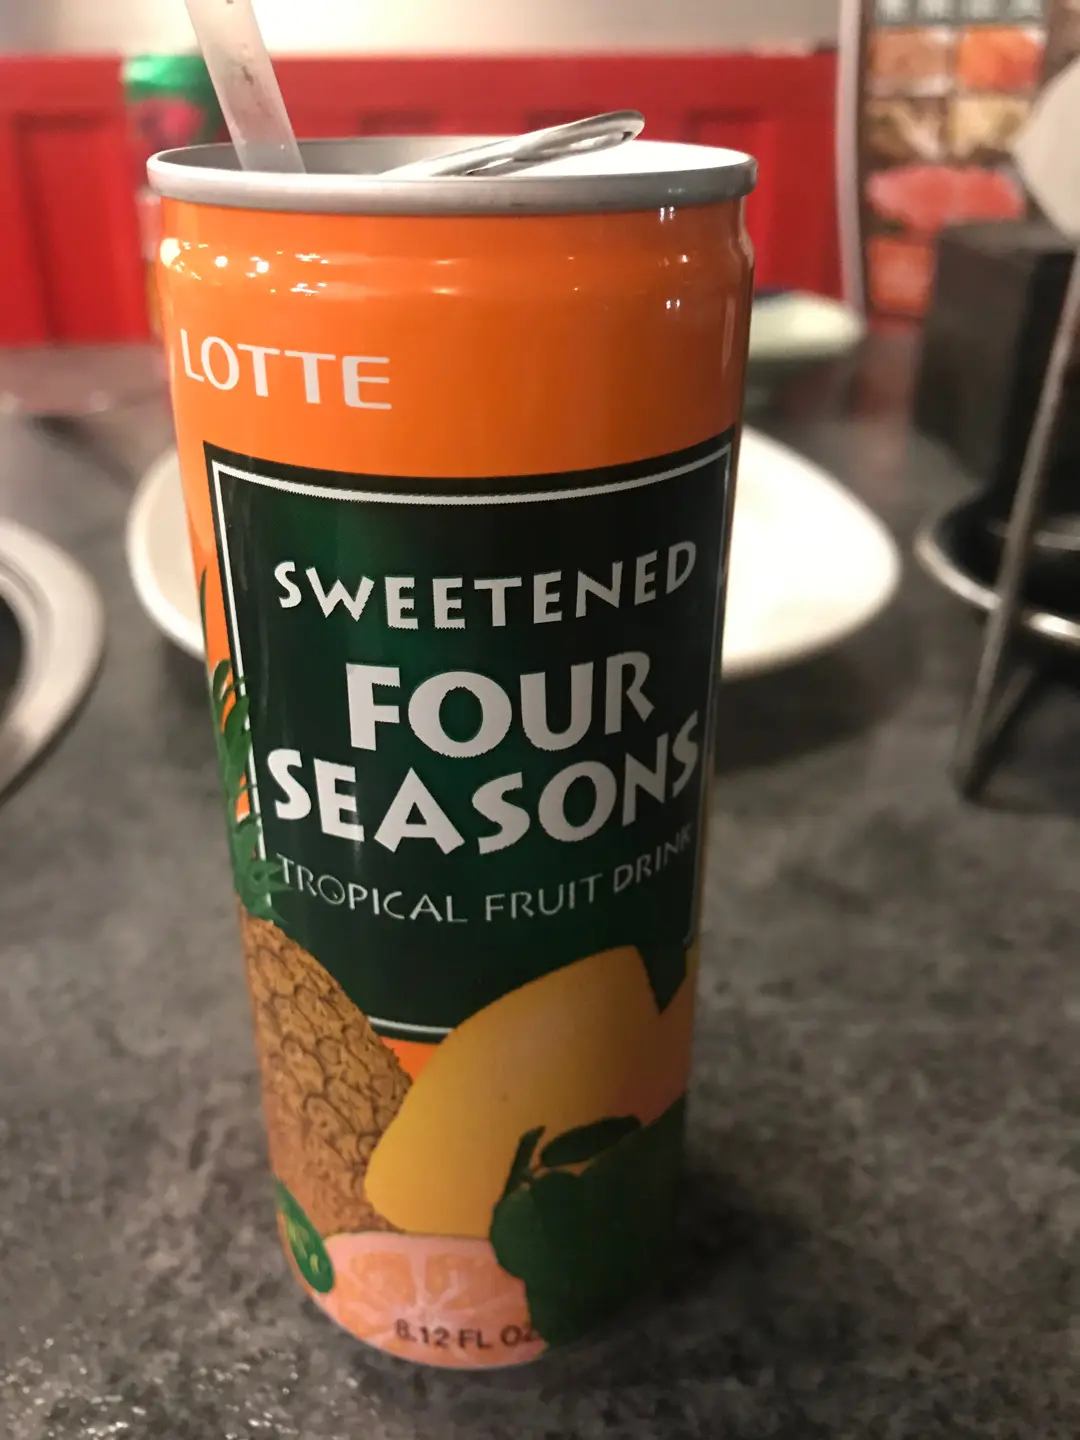 LOTTE
SWEETENED
FOUR
SEASONS
TROPICAL FRUIT DRINK
8.12 FL OZ